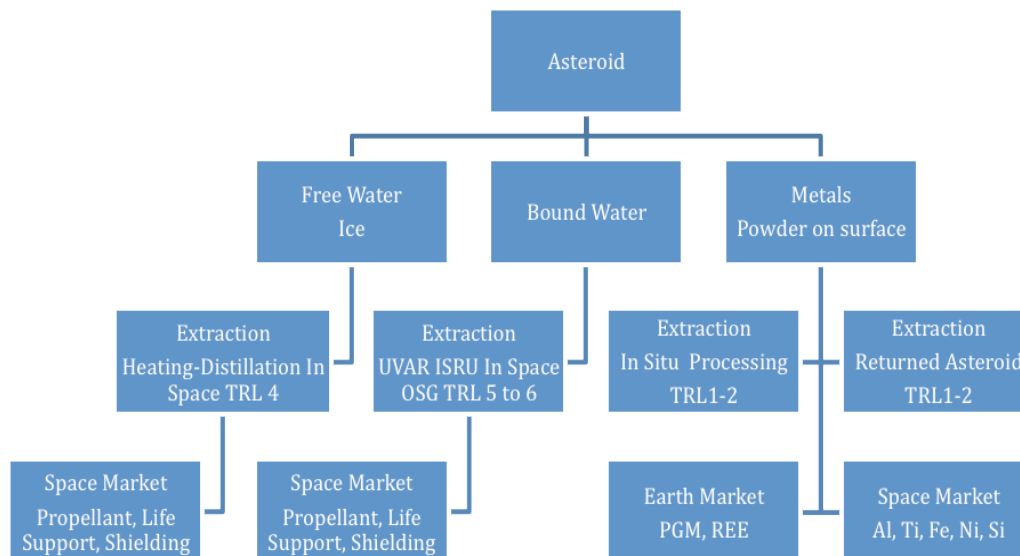 Asteroid
Free Water
Ice
Bound Water
Metals
Powder on surface
Extraction
Heating-Distillation In
Space TRL 4
Extraction
UVAR ISRU In Space
OSG TRL 5 to 6
Extraction
In Situ Processing
TRL1-2
Extraction
Returned Asteroid
TRL1-2
Space Market
Propellant, Life
Support, Shielding
Space Market
Propellant, Life
Support, Shielding
Earth Market
PGM, REE
Space Market
Al, Ti, Fe, Ni, Si